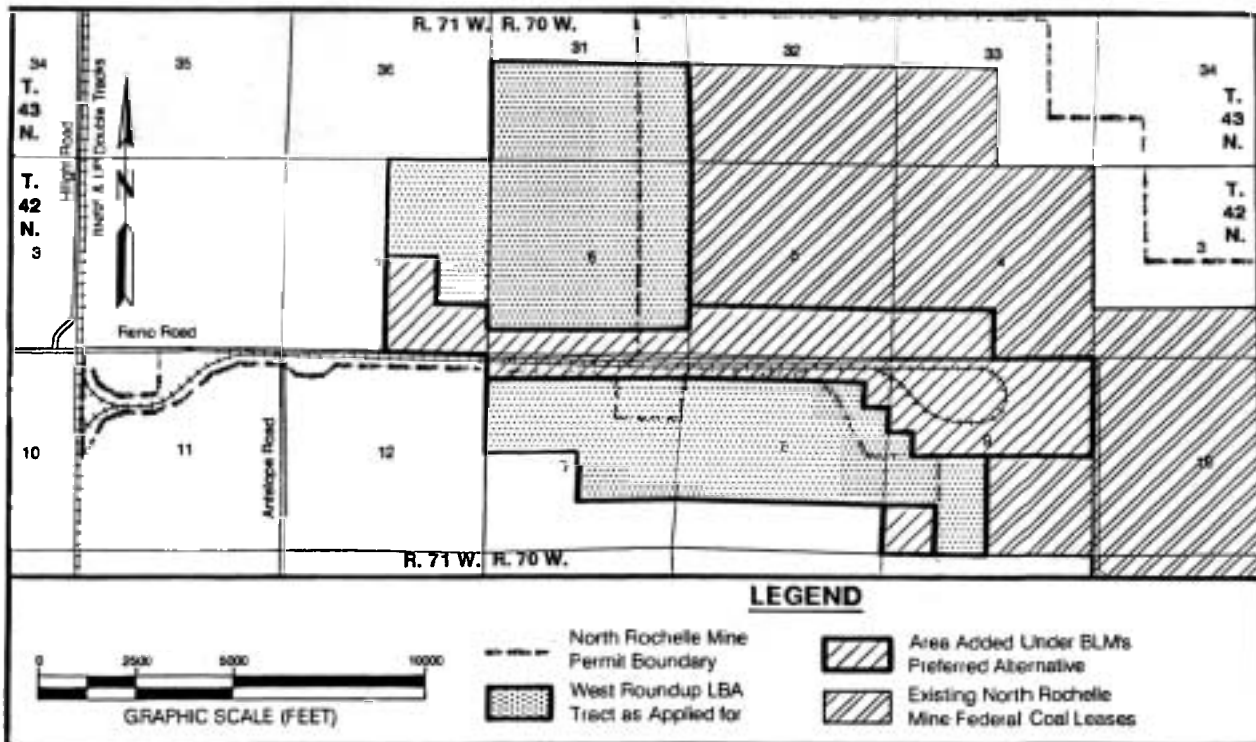 R. 71 W. R. 70 W.
34 35 36 31 32 33 34
T.
43
N.
T.
43
N.
T.
42
N.
3
T.
42
N.
3
Hilight Road
Double Tracks
N
6 5 4
Reno Road
10 11 12 7 9
Antelope Road
R. 71 W. R. 70 W.
LEGEND
0 2500 5000 10000
GRAPHIC SCALE (FEET)
North Rochelle Mine
Permit Boundary
West Roundup LBA
Tract as Applied for
Area Added Under BLM's
Preferred Alternative
Existing North Rochelle
Mine Federal Coal Leases